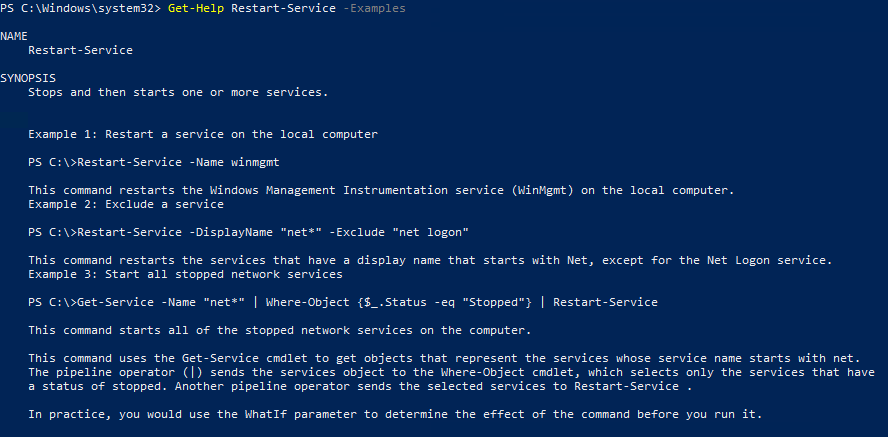 PS C:\Windows\system32> Get-Help Restart-Service -Examples
NAME
Restart-Service
SYNOPSIS
Stops and then starts one or more services.
Example 1: Restart a service on the local computer
PS C:\>Restart-Service -Name winmgmt
This command restarts the Windows Management Instrumentation service (WinMgmt) on the local computer.
Example 2: Exclude a service
PS C:\>Restart-Service -DisplayName "net*" -Exclude "net logon"
This command restarts the services that have a display name that starts with Net, except for the Net Logon service.
Example 3: Start all stopped network services
PS C:\>Get-Service -Name "net*" | Where-Object {$_.Status -eq "Stopped"} | Restart-Service
This command starts all of the stopped network services on the computer.
This command uses the Get-Service cmdlet to get objects that represent the services whose service name starts with net.
The pipeline operator (|) sends the services object to the Where-Object cmdlet, which selects only the services that have
a status of stopped. Another pipeline operator sends the selected services to Restart-Service .
In practice, you would use the WhatIf parameter to determine the effect of the command before you run it.